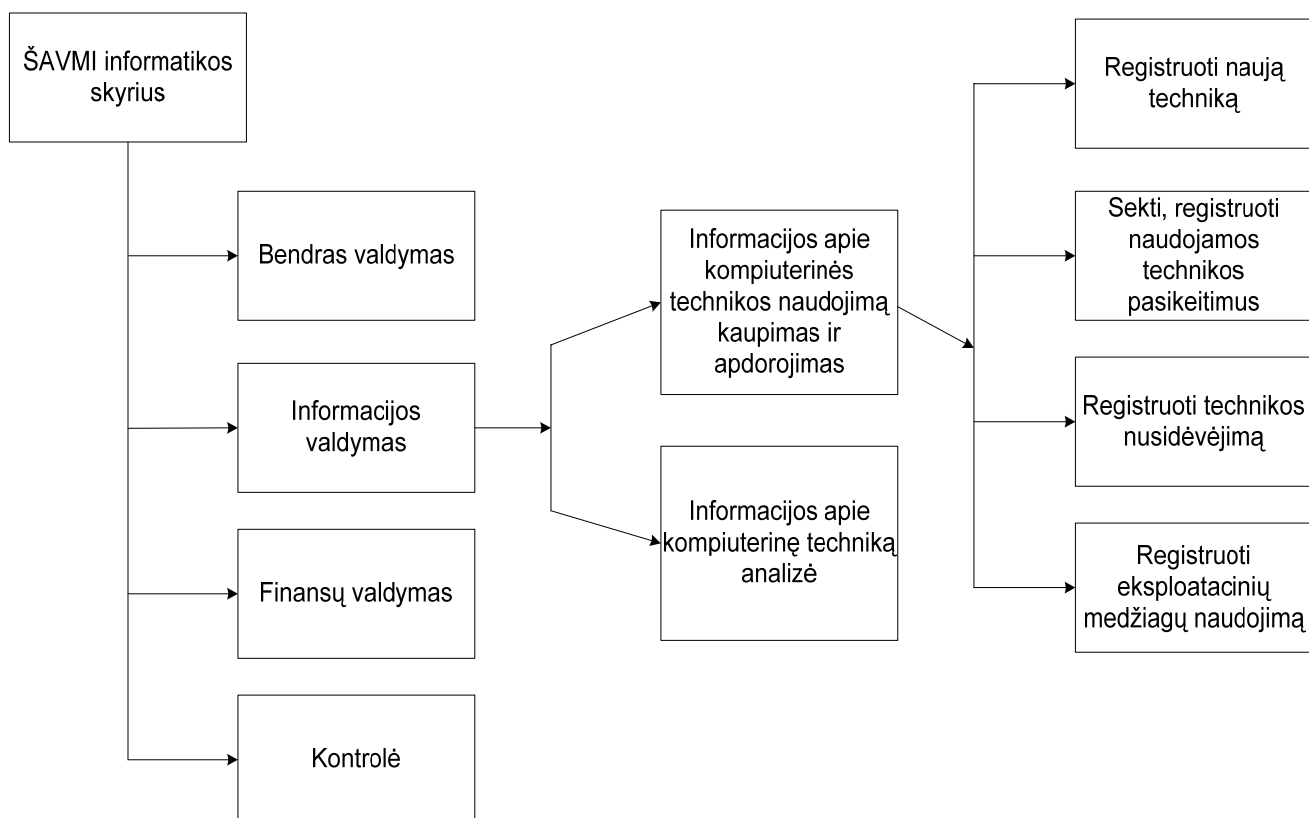 ŠAVMI informatikos
skyrius
Bendras valdymas
Informacijos
valdymas
Finansų valdymas
Kontrolė
Informacijos apie
kompiuterinės
technikos naudojimą
kaupimas ir
apdorojimas
Informacijos apie
kompiuterinę techniką
analizė
Registruoti naują
techniką
Sekti, registruoti
naudojamos
technikos
pasikeitimus
Registruoti technikos
nusidėvėjimą
Registruoti
eksploatacinių
medžiagų naudojimą